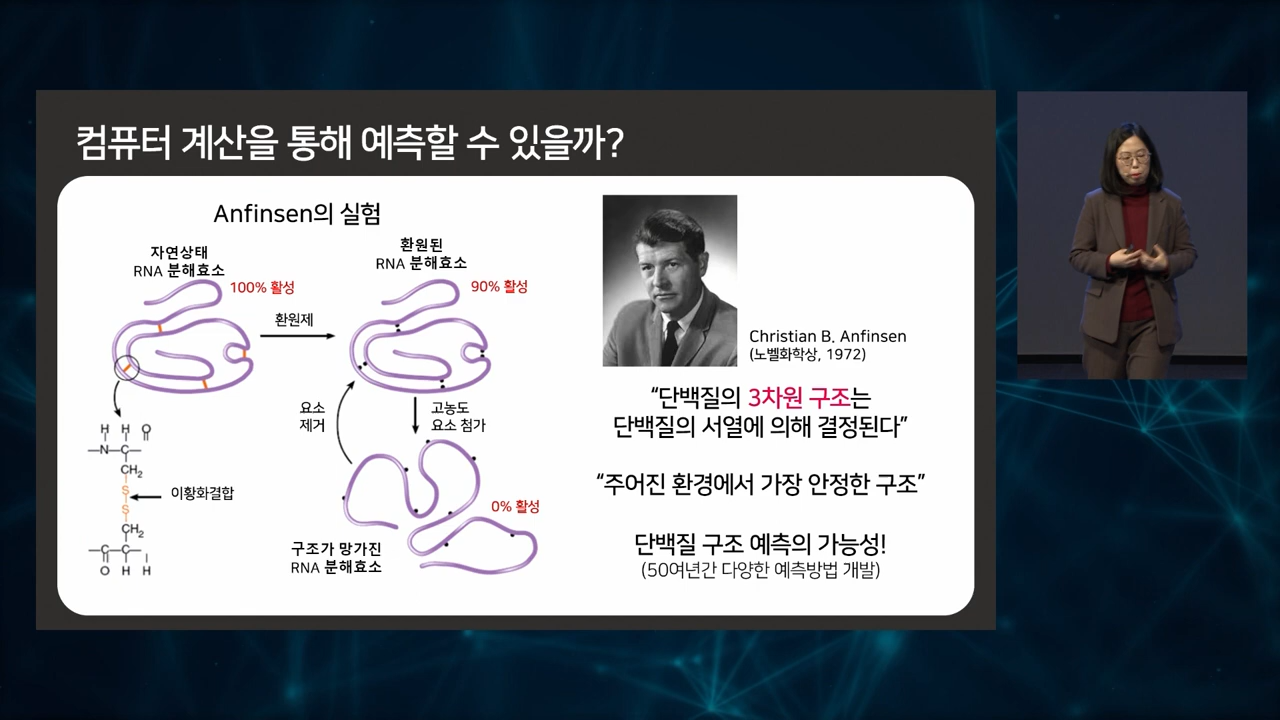 컴퓨터 계산을 통해 예측할 수 있을까?
Anfinsen의 실험
자연상태
RNA 분해효소
100% 활성
환원제
환원된
RNA 분해효소
90% 활성
요소
제거
고농도
요소 첨가
H H O
N C
CH₂
S
S
이황화결합
CH₂
C C
O H H
0% 활성
구조가 망가진
RNA 분해효소
Christian B. Anfinsen
(노벨화학상, 1972)
“단백질의 3차원 구조는
단백질의 서열에 의해 결정된다”
“주어진 환경에서 가장 안정한 구조”
단백질 구조 예측의 가능성!
(50여년간 다양한 예측방법 개발)